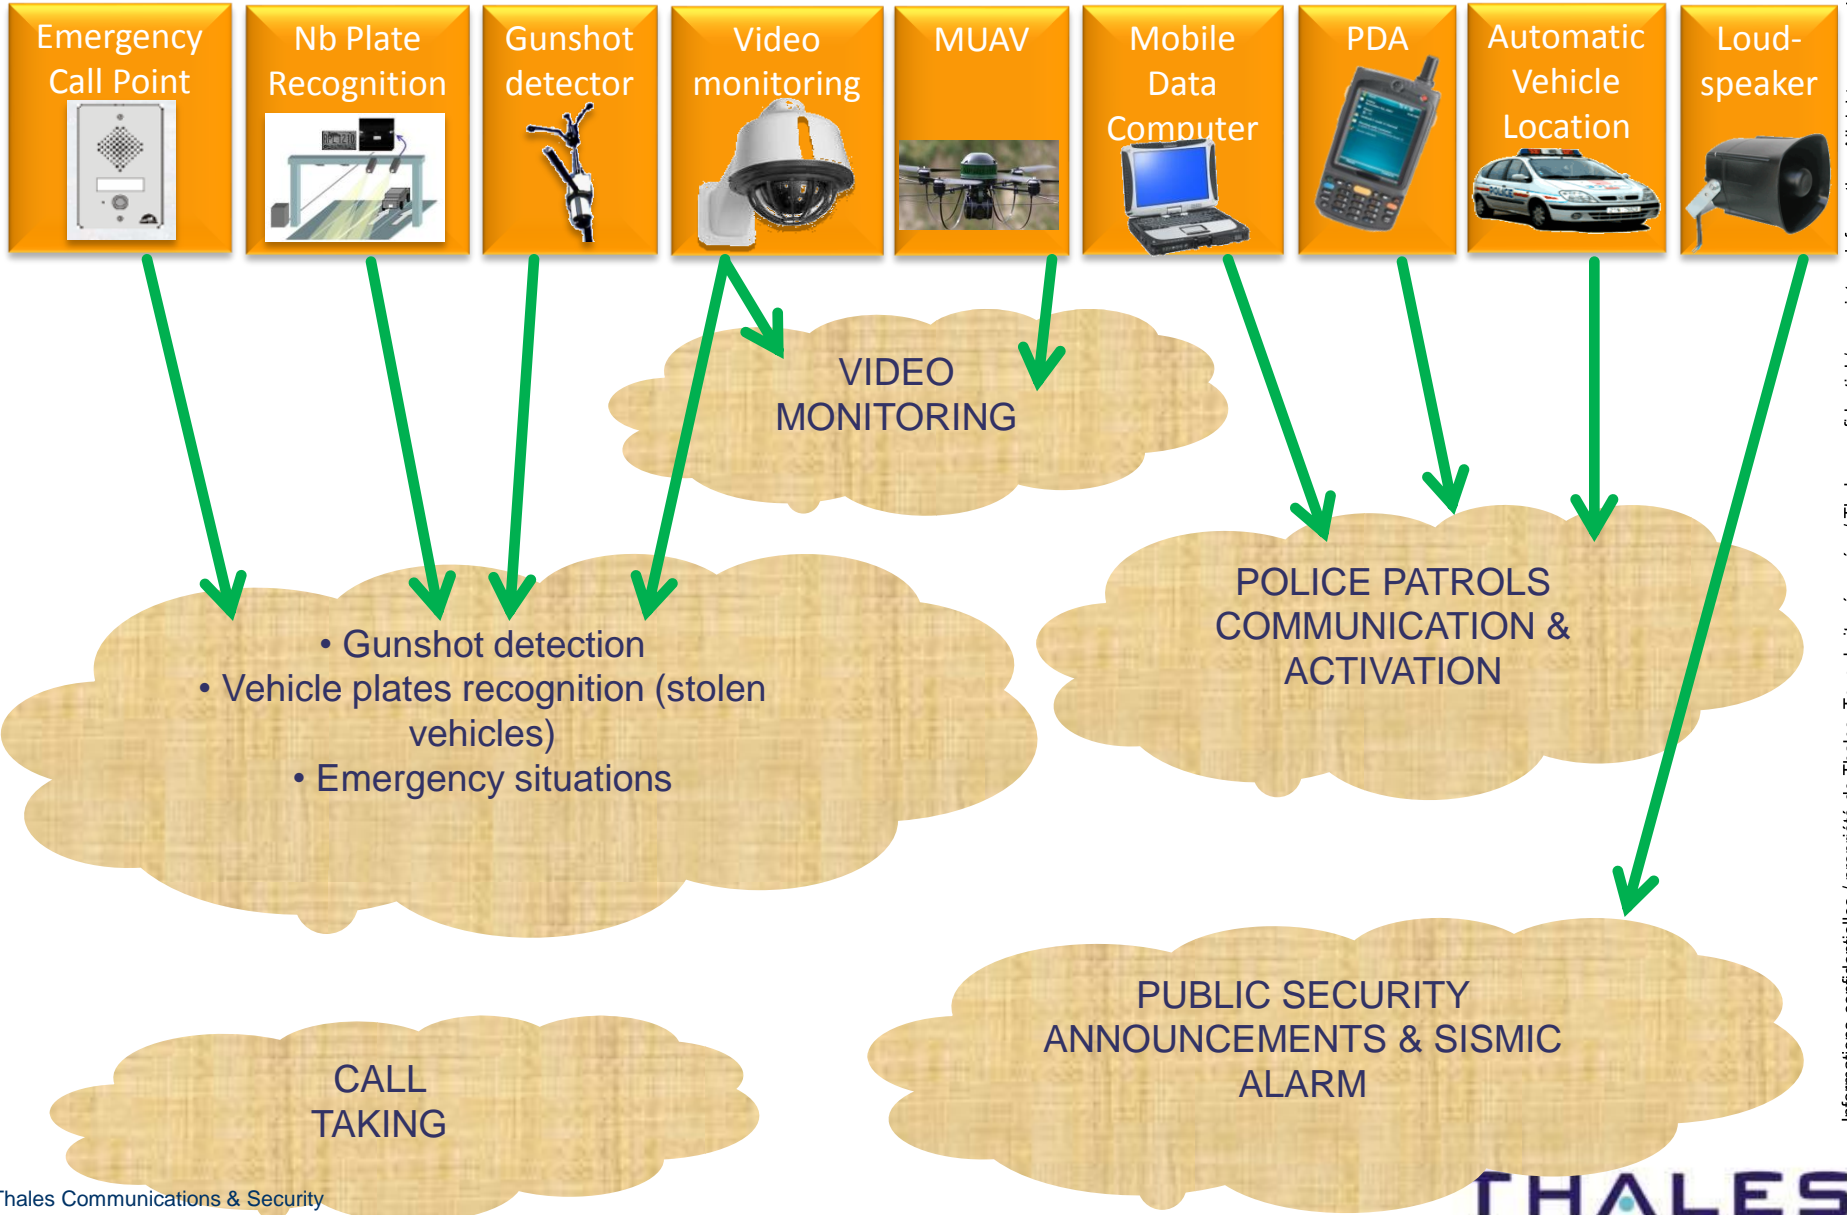 Emergency
Call Point
Nb Plate
Recognition
Gunshot
detector
Video
monitoring
MUAV
Mobile
Data
Computer
PDA
Automatic
Vehicle
Location
Loud-
speaker
VIDEO
MONITORING
POLICE PATROLS
COMMUNICATION &
ACTIVATION
• Gunshot detection
• Vehicle plates recognition (stolen
vehicles)
• Emergency situations
PUBLIC SECURITY
ANNOUNCEMENTS & SISMIC
ALARM
CALL
TAKING
Thales Communications & Security
THALES
POLICE